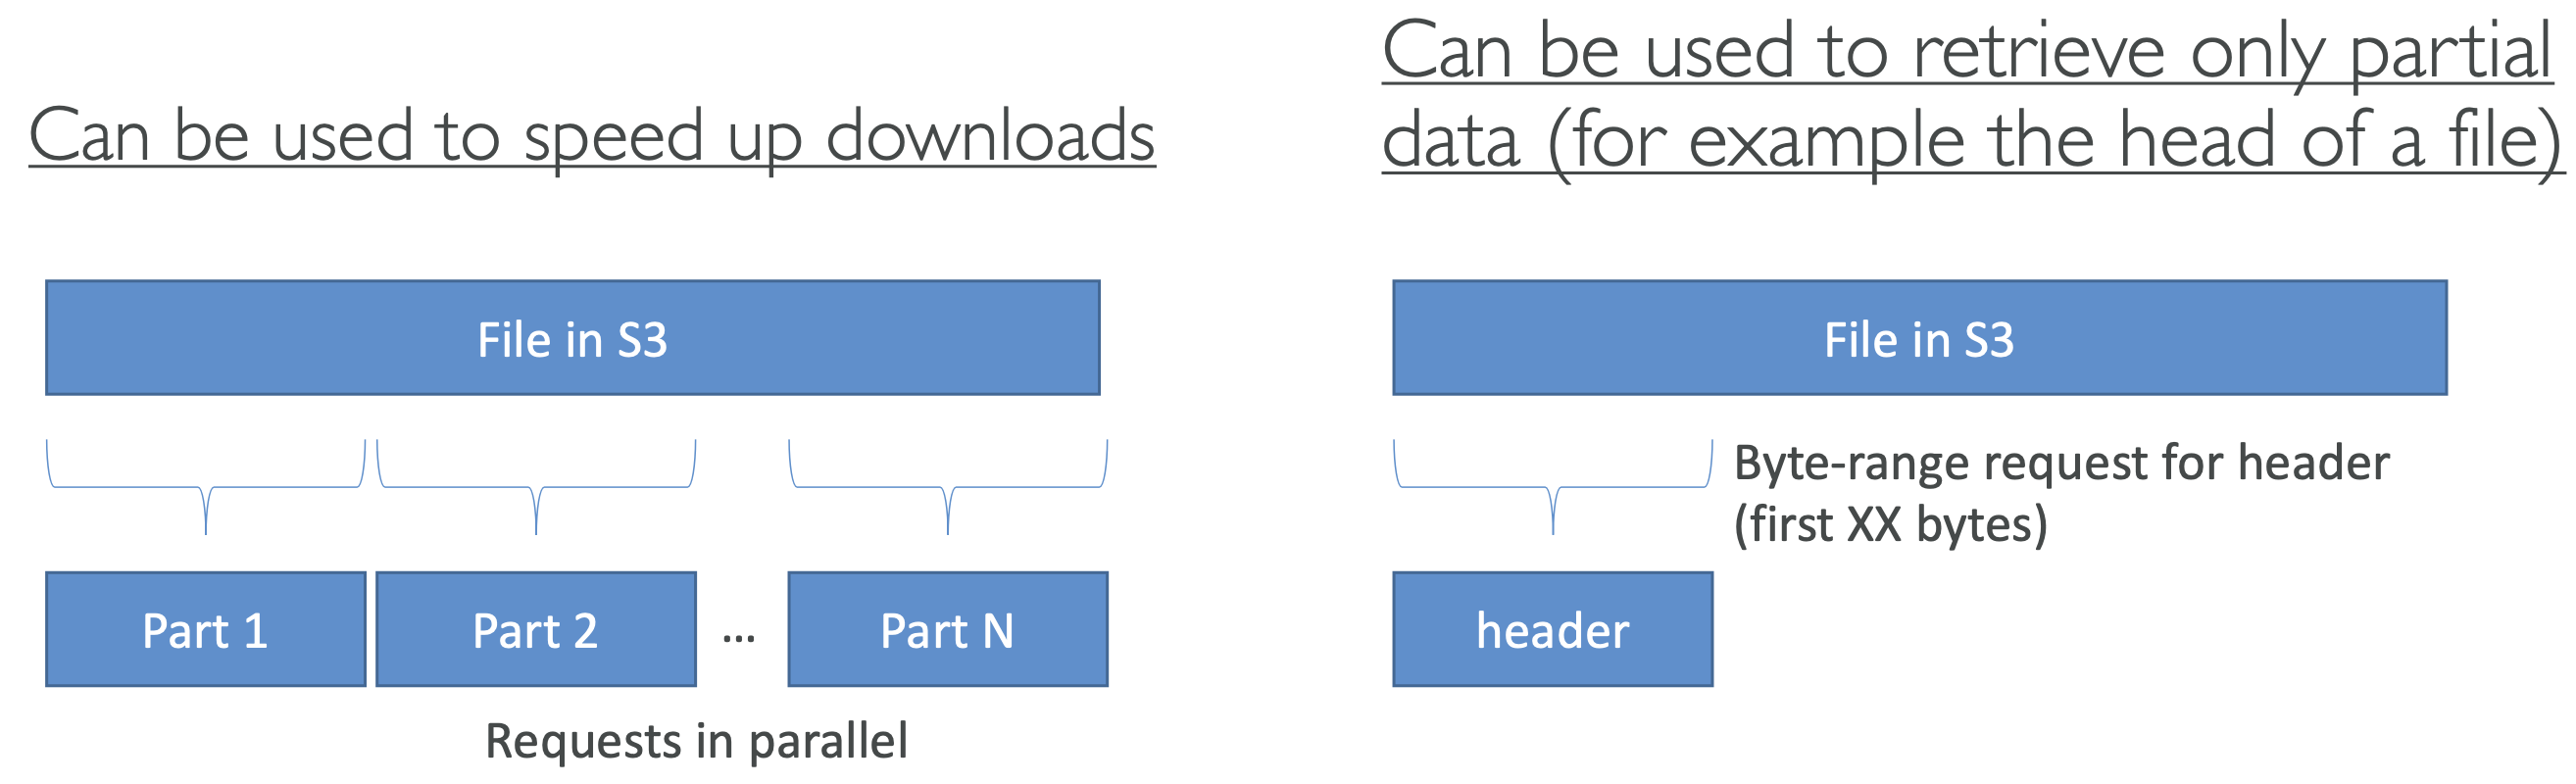 Can be used to speed up downloads
File in S3
Part 1
Part 2
...
Part N
Requests in parallel
Can be used to retrieve only partial
data (for example the head of a file)
File in S3
Byte-range request for header
(first XX bytes)
header